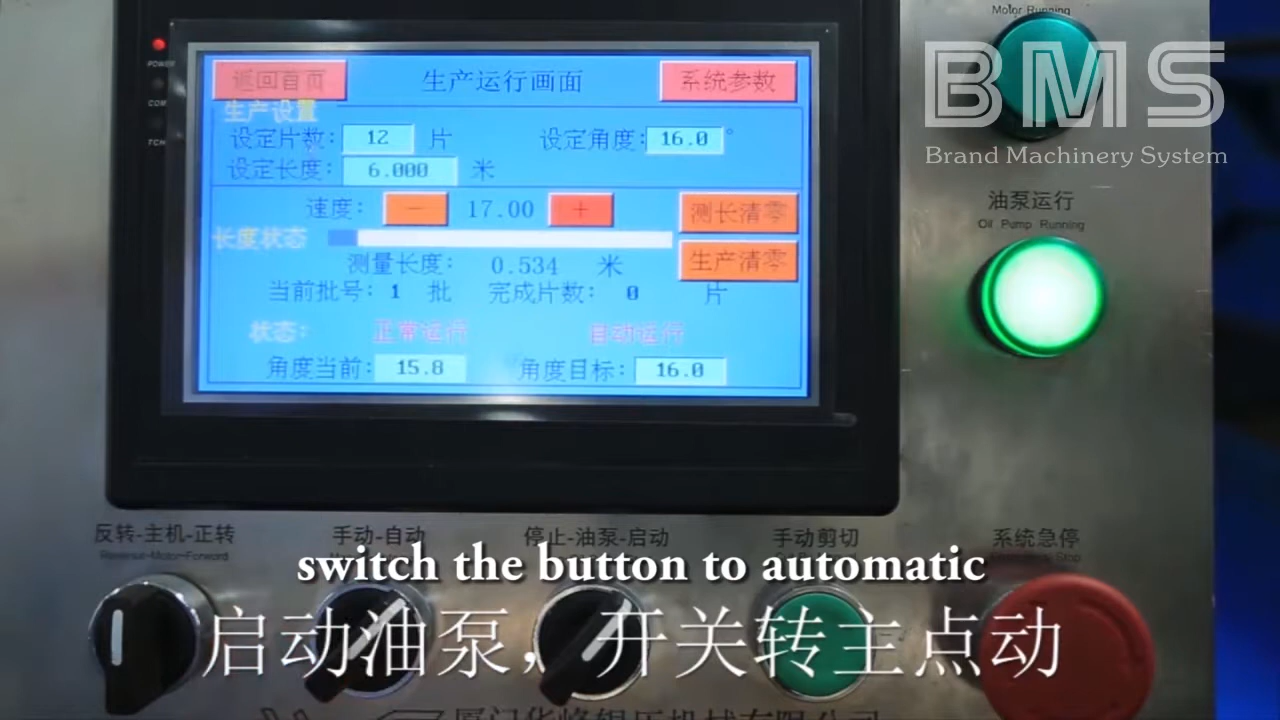 Motor Running
BMS
Brand Machinery System
POWER
COM
返回首页 生产运行画面 系统参数
生产设置
设定片数: 12 片 设定角度: 16.0 °
设定长度: 6.000 米
速度: － 17.00 ＋ 测长清零
长度状态
测量长度: 0.534 米 生产清零
当前批号: 1 批 完成片数: 0 片
状态: 正常运行 自动运行
角度当前: 15.8 角度目标: 16.0
油泵运行
Oil Pump Running
反转-主机-正转 手动-自动 停止-油泵-启动 手动剪切 系统急停
Reverse-Motor-Forward
switch the button to automatic
启动油泵，开关转主点动